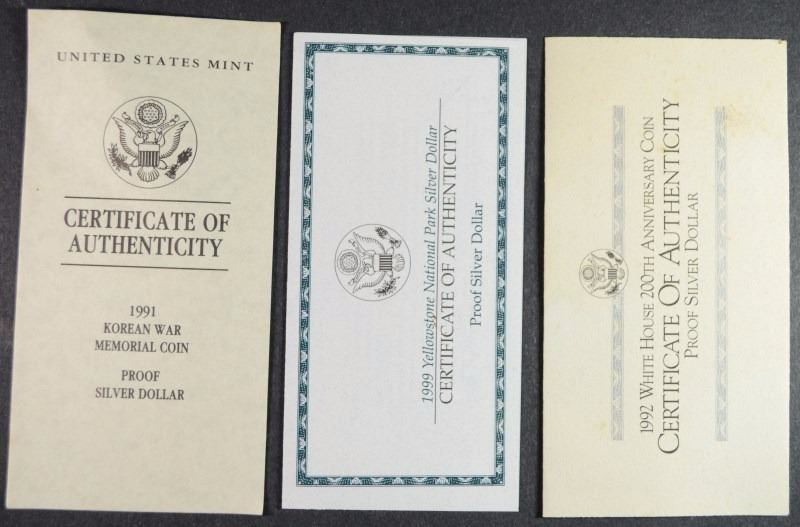 UNITED STATES MINT
CERTIFICATE OF
AUTHENTICITY
1991
KOREAN WAR
MEMORIAL COIN
PROOF
SILVER DOLLAR
1999 Yellowstone National Park Silver Dollar
CERTIFICATE OF AUTHENTICITY
Proof Silver Dollar
1992 WHITE HOUSE 200TH ANNIVERSARY COIN
CERTIFICATE OF AUTHENTICITY
PROOF SILVER DOLLAR